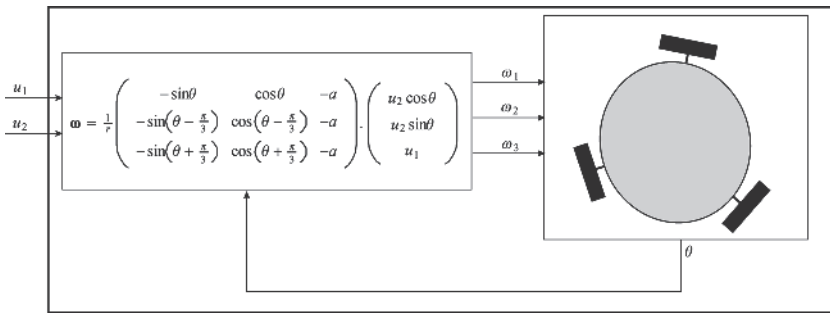 u₁
u₂
ω = 1/r ( −sinθ cosθ −a
−sin(θ − π/3) cos(θ − π/3) −a
−sin(θ + π/3) cos(θ + π/3) −a ) · ( u₂ cosθ
u₂ sinθ
u₁ )
ω₁
ω₂
ω₃
θ